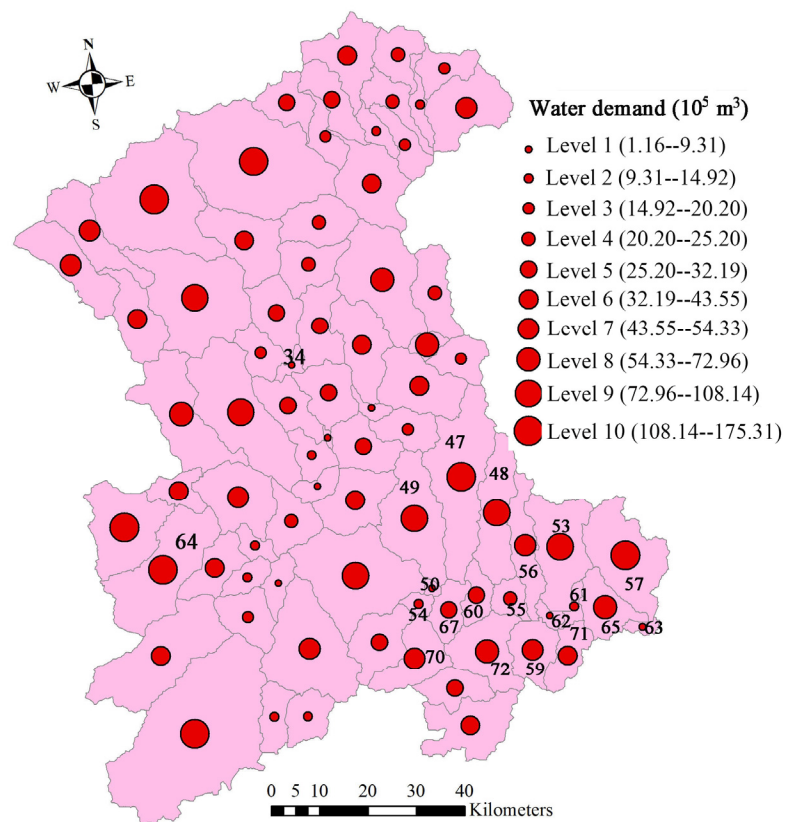 N
W E
S
Water demand (10⁵ m³)
Level 1 (1.16--9.31)
Level 2 (9.31--14.92)
Level 3 (14.92--20.20)
Level 4 (20.20--25.20)
Level 5 (25.20--32.19)
Level 6 (32.19--43.55)
Level 7 (43.55--54.33)
Level 8 (54.33--72.96)
Level 9 (72.96--108.14)
Level 10 (108.14--175.31)
34
47
48
49
53
64
56
57
50
61
54
60
55
62
67
65
63
71
70
72
59
0 5 10 20 30 40
Kilometers